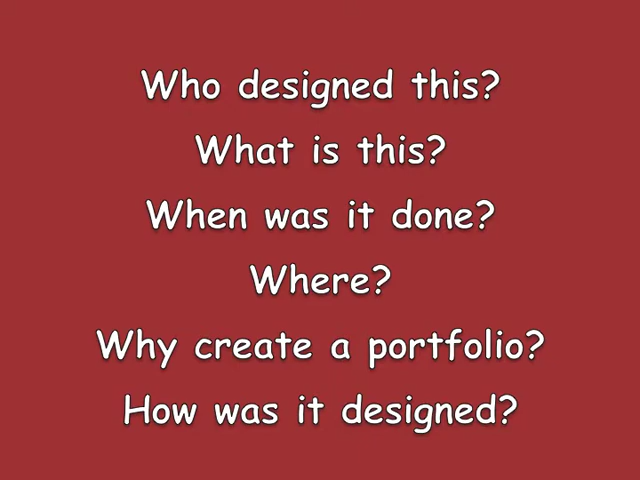 Who designed this?
What is this?
When was it done?
Where?
Why create a portfolio?
How was it designed?